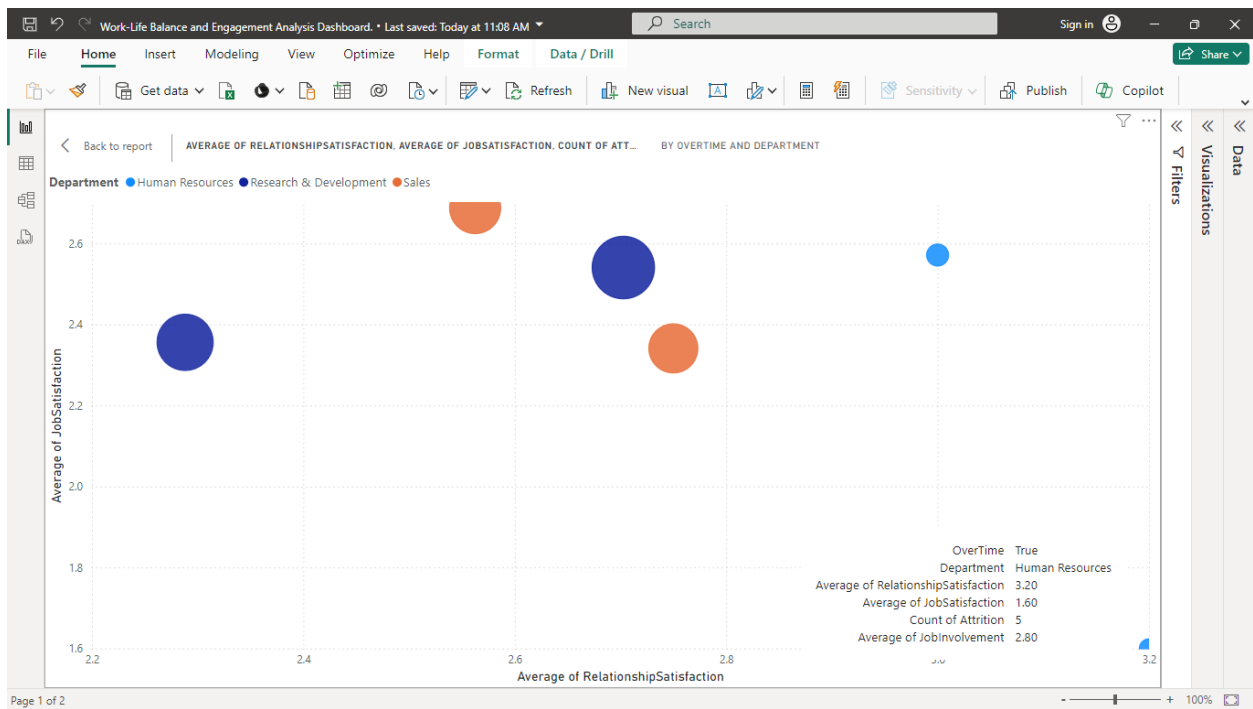 Work-Life Balance and Engagement Analysis Dashboard. • Last saved: Today at 11:08 AM
Search
Sign in
File Home Insert Modeling View Optimize Help Format Data / Drill
Share
Get data
Refresh
New visual
Sensitivity
Publish
Copilot
Back to report
AVERAGE OF RELATIONSHIPSATISFACTION, AVERAGE OF JOBSATISFACTION, COUNT OF ATT...
BY OVERTIME AND DEPARTMENT
Department Human Resources Research & Development Sales
Filters
Visualizations
Data
DAX
Average of JobSatisfaction
2.6
2.4
2.2
2.0
1.8
1.6
OverTime True
Department Human Resources
Average of RelationshipSatisfaction 3.20
Average of JobSatisfaction 1.60
Count of Attrition 5
Average of JobInvolvement 2.80
2.2 2.4 2.6 2.8 3.2
Average of RelationshipSatisfaction
Page 1 of 2
- + 100%